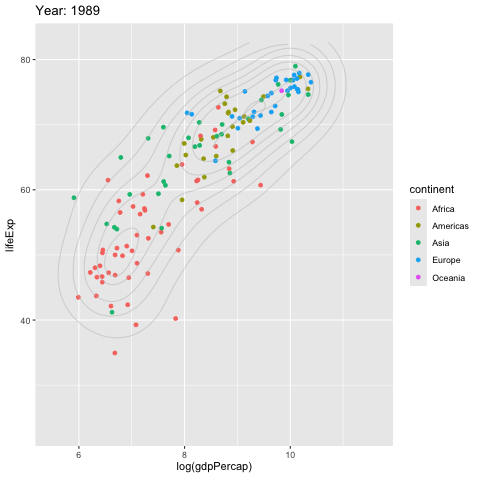 Year: 1989
80
60
40
lifeExp
6
8
10
log(gdpPercap)
continent
Africa
Americas
Asia
Europe
Oceania